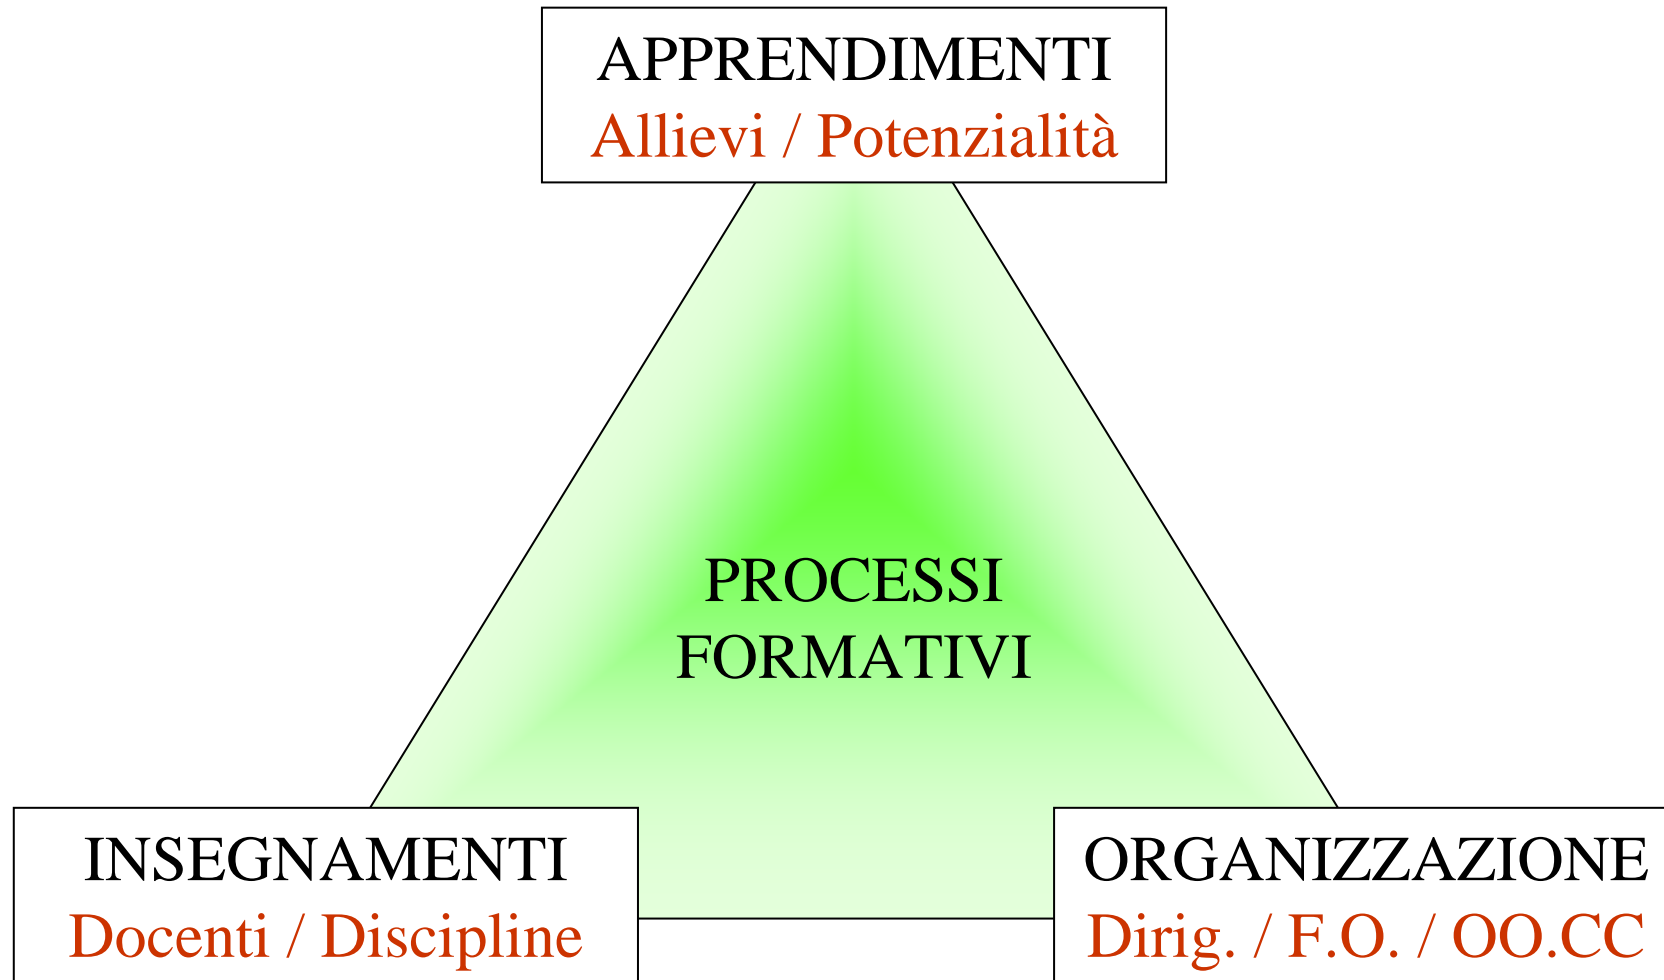 APPRENDIMENTI
Allievi / Potenzialità
PROCESSI
FORMATIVI
INSEGNAMENTI
Docenti / Discipline
ORGANIZZAZIONE
Dirig. / F.O. / OO.CC